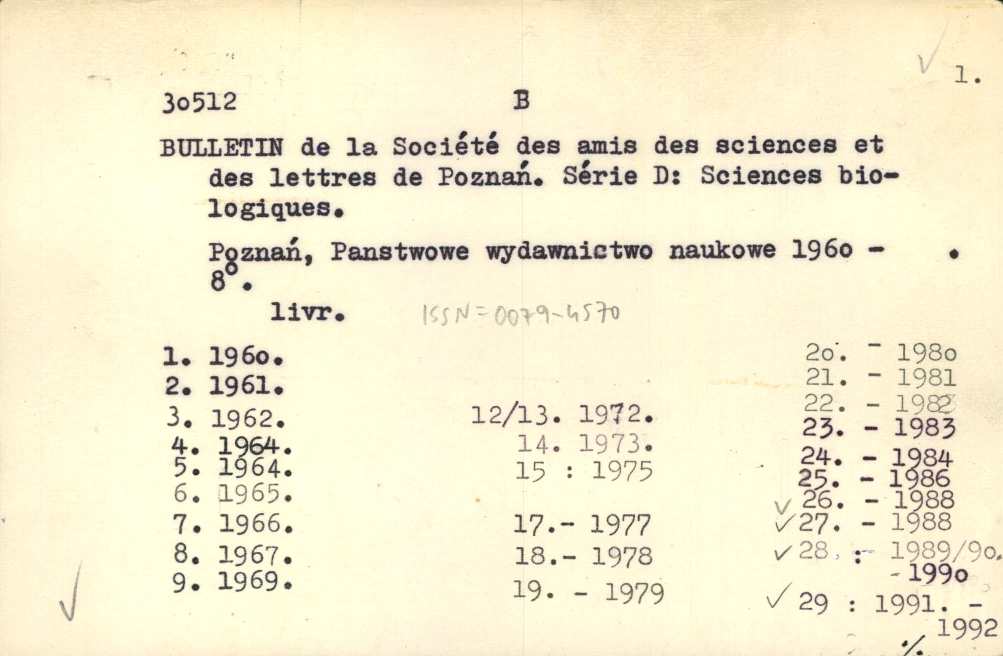 1.
30512 B
BULLETIN de la Société des amis des sciences et
des lettres de Poznań. Série D: Sciences bio-
logiques.
Poznań, Panstwowe wydawnictwo naukowe 1960 - .
8°.
livr. ISSN=0079-4570
1. 1960.
2. 1961.
3. 1962.
4. 1964.
5. 1964.
6. 1965.
7. 1966.
8. 1967.
9. 1969.
12/13. 1972.
14. 1973.
15 : 1975
17.- 1977
18.- 1978
19. - 1979
20. - 1980
21. - 1981
22. - 1982
23. - 1983
24. - 1984
25. - 1986
✓ 26. - 1988
✓ 27. - 1988
✓ 28. :- 1989/90.
- 1990
✓ 29 : 1991. -
1992
./.